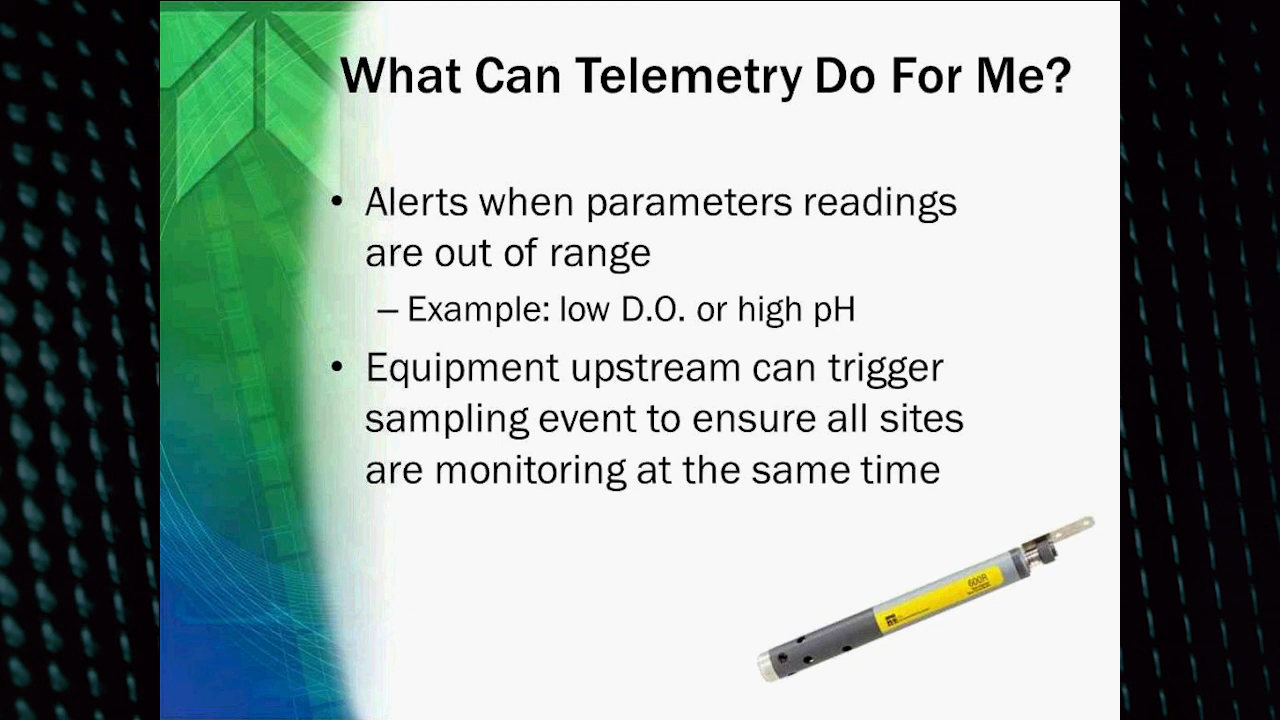 What Can Telemetry Do For Me?
• Alerts when parameters readings
are out of range
– Example: low D.O. or high pH
• Equipment upstream can trigger
sampling event to ensure all sites
are monitoring at the same time
600R